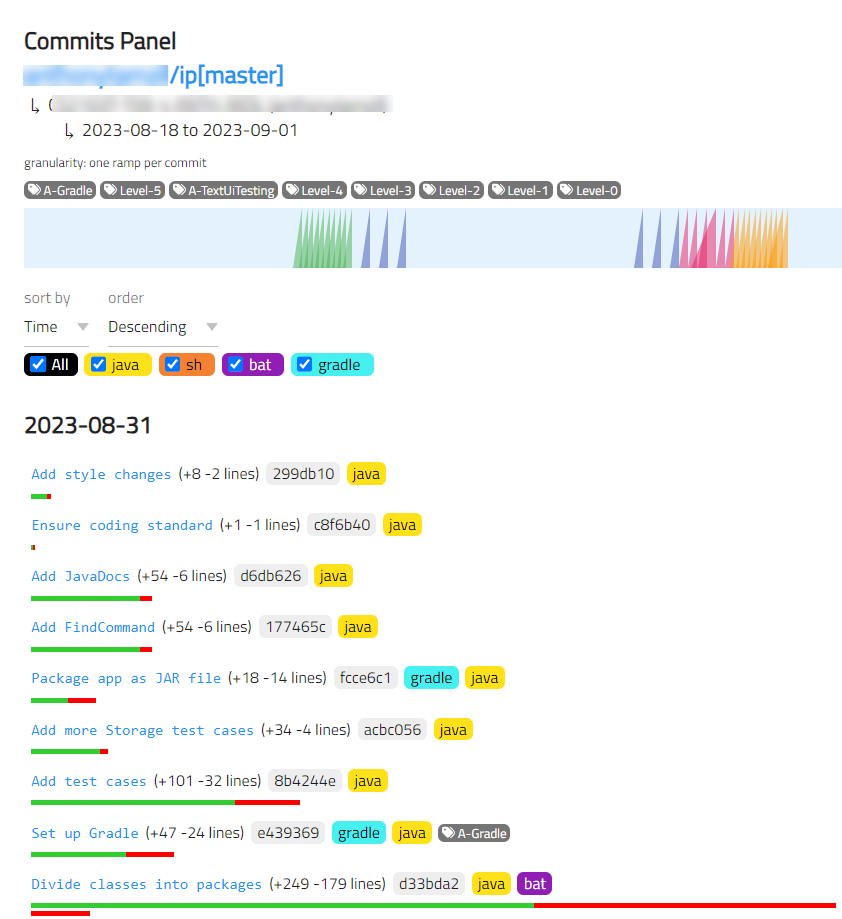 Commits Panel
/ip[master]
↳ (
↳ 2023-08-18 to 2023-09-01
granularity: one ramp per commit
A-Gradle Level-5 A-TextUiTesting Level-4 Level-3 Level-2 Level-1 Level-0
sort by order
Time Descending
All java sh bat gradle
2023-08-31
Add style changes (+8 -2 lines) 299db10 java
Ensure coding standard (+1 -1 lines) c8f6b40 java
Add JavaDocs (+54 -6 lines) d6db626 java
Add FindCommand (+54 -6 lines) 177465c java
Package app as JAR file (+18 -14 lines) fcce6c1 gradle java
Add more Storage test cases (+34 -4 lines) acbc056 java
Add test cases (+101 -32 lines) 8b4244e java
Set up Gradle (+47 -24 lines) e439369 gradle java A-Gradle
Divide classes into packages (+249 -179 lines) d33bda2 java bat